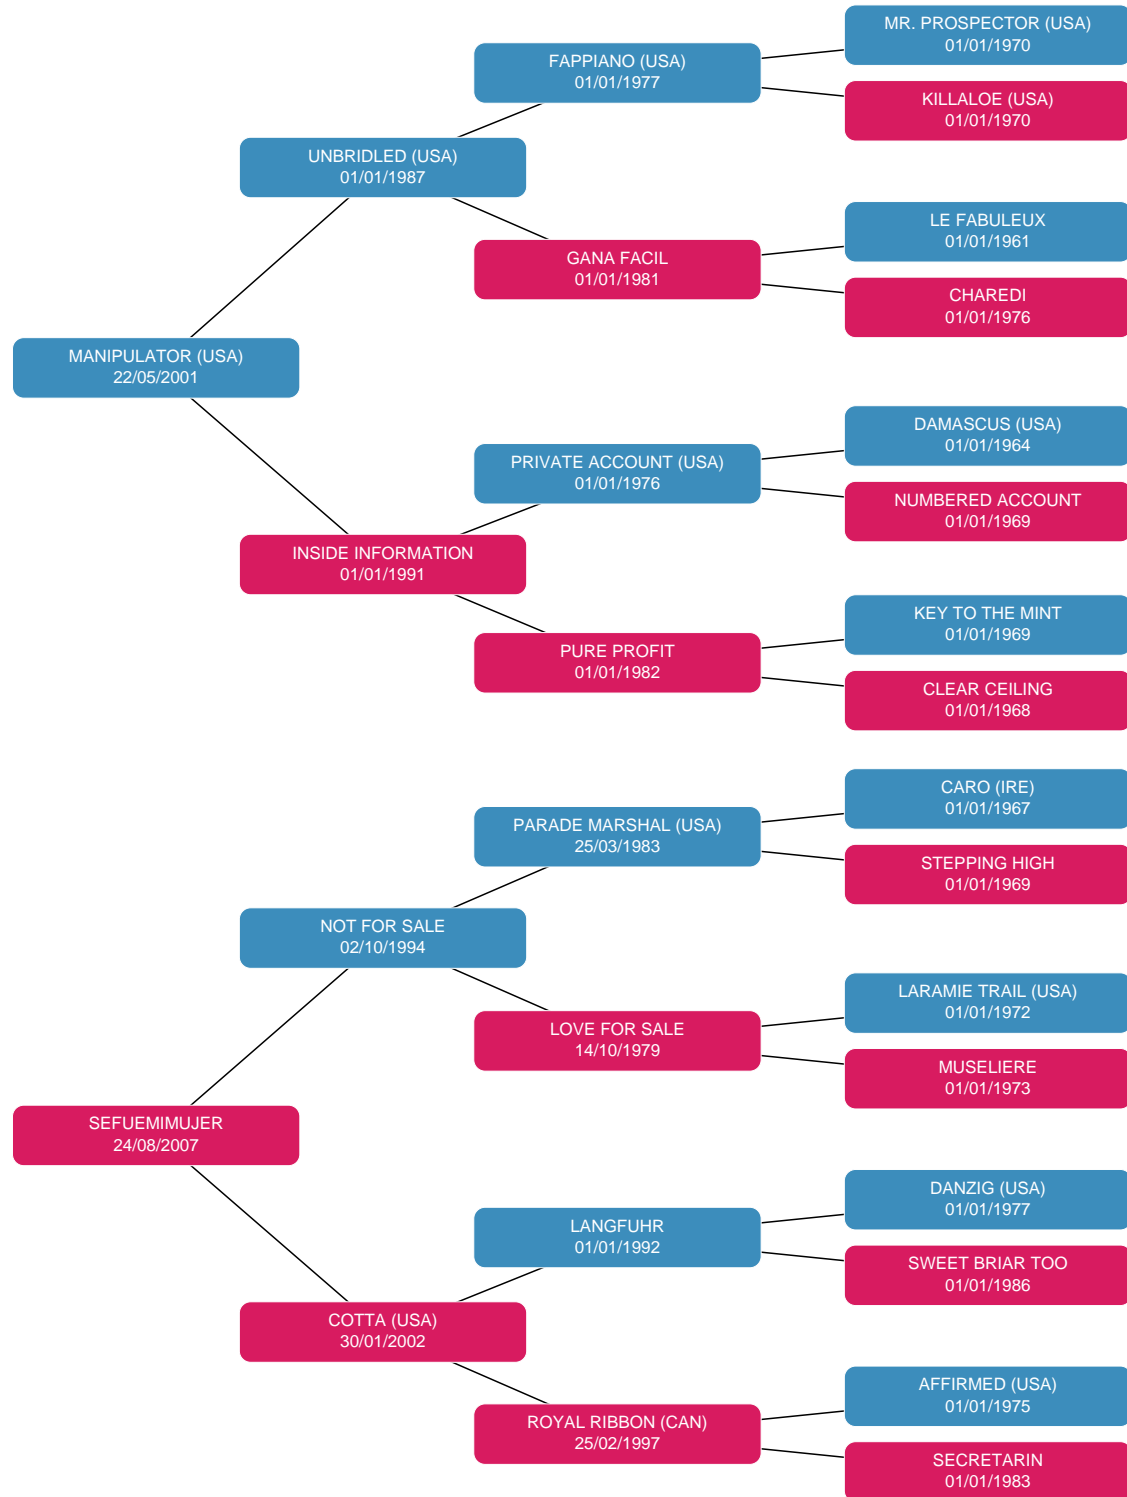 MR. PROSPECTOR (USA)
01/01/1970
FAPPIANO (USA)
01/01/1977
KILLALOE (USA)
01/01/1970
UNBRIDLED (USA)
01/01/1987
LE FABULEUX
01/01/1961
GANA FACIL
01/01/1981
CHAREDI
01/01/1976
MANIPULATOR (USA)
22/05/2001
DAMASCUS (USA)
01/01/1964
PRIVATE ACCOUNT (USA)
01/01/1976
NUMBERED ACCOUNT
01/01/1969
INSIDE INFORMATION
01/01/1991
KEY TO THE MINT
01/01/1969
PURE PROFIT
01/01/1982
CLEAR CEILING
01/01/1968
CARO (IRE)
01/01/1967
PARADE MARSHAL (USA)
25/03/1983
STEPPING HIGH
01/01/1969
NOT FOR SALE
02/10/1994
LARAMIE TRAIL (USA)
01/01/1972
LOVE FOR SALE
14/10/1979
MUSELIERE
01/01/1973
SEFUEMIMUJER
24/08/2007
DANZIG (USA)
01/01/1977
LANGFUHR
01/01/1992
SWEET BRIAR TOO
01/01/1986
COTTA (USA)
30/01/2002
AFFIRMED (USA)
01/01/1975
ROYAL RIBBON (CAN)
25/02/1997
SECRETARIN
01/01/1983